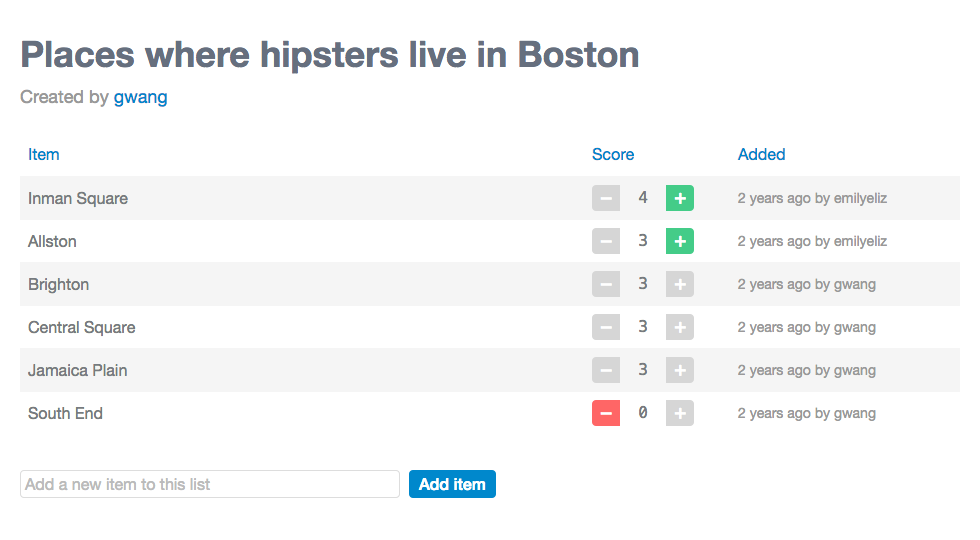 Places where hipsters live in Boston
Created by gwang
Item Score Added
Inman Square − 4 + 2 years ago by emilyeliz
Allston − 3 + 2 years ago by emilyeliz
Brighton − 3 + 2 years ago by gwang
Central Square − 3 + 2 years ago by gwang
Jamaica Plain − 3 + 2 years ago by gwang
South End − 0 + 2 years ago by gwang
Add a new item to this list Add item